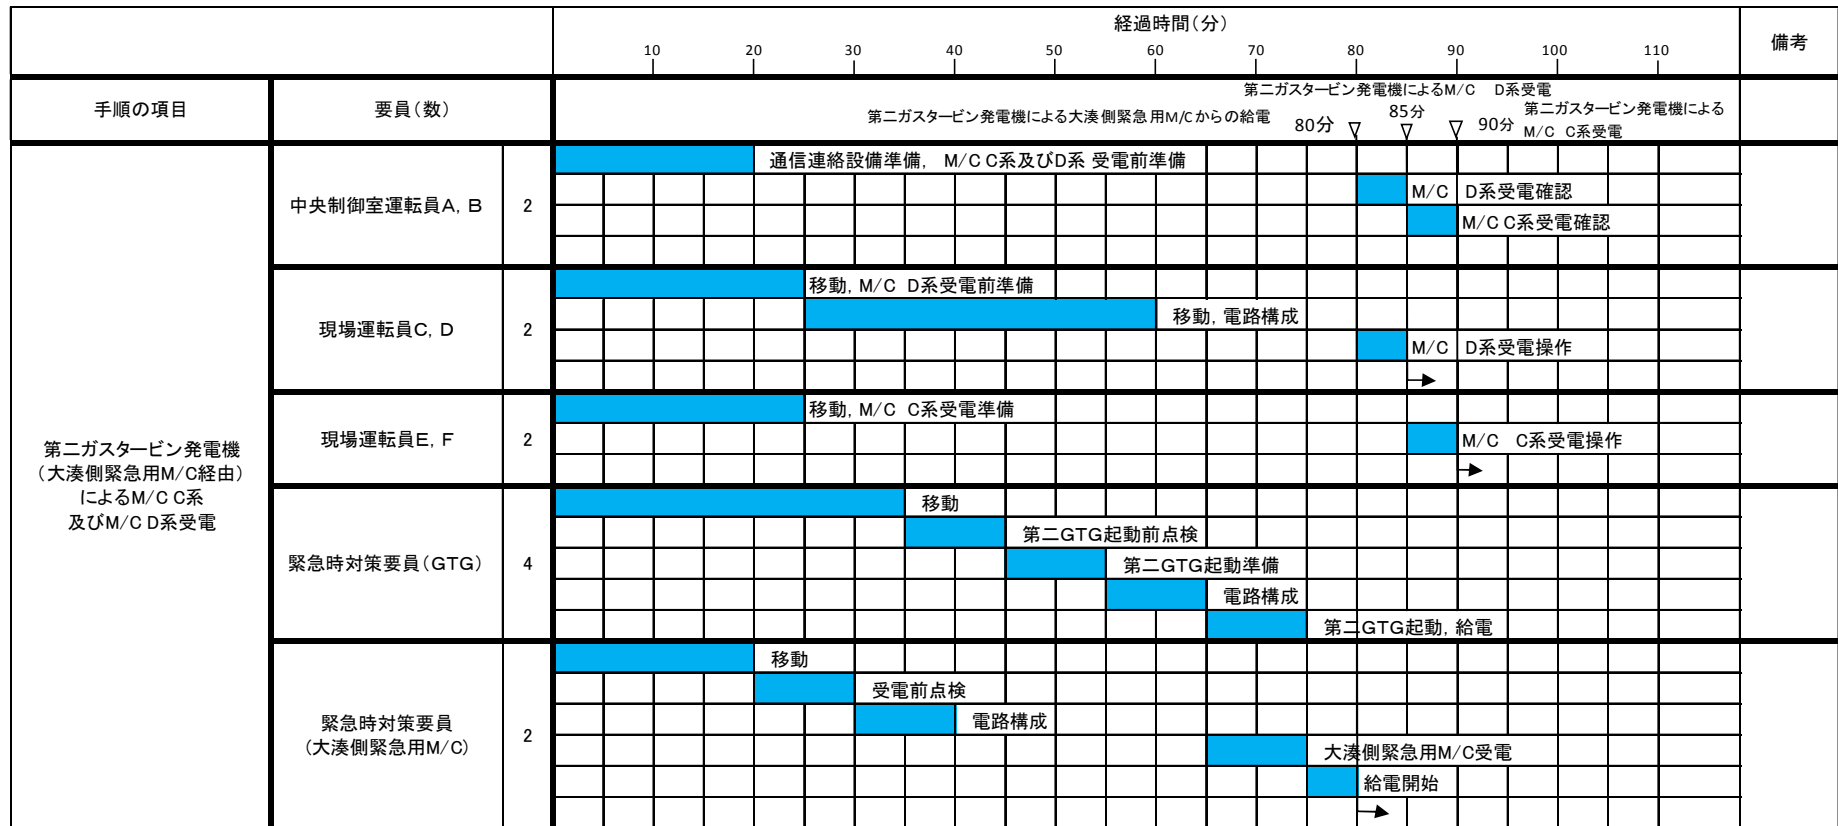 経過時間(分)
備考
10 20 30 40 50 60 70 80 90 100 110
手順の項目
要員(数)
第二ガスタービン発電機によるM/C D系受電
第二ガスタービン発電機による大湊側緊急用M/Cからの給電
80分
85分
90分
第二ガスタービン発電機による
M/C C系受電
第二ガスタービン発電機
(大湊側緊急用M/C経由)
によるM/C C系
及びM/C D系受電
中央制御室運転員A, B
2
通信連絡設備準備, M/C C系及びD系 受電前準備
M/C D系受電確認
M/C C系受電確認
現場運転員C, D
2
移動, M/C D系受電前準備
移動, 電路構成
M/C D系受電操作
現場運転員E, F
2
移動, M/C C系受電準備
M/C C系受電操作
緊急時対策要員(GTG)
4
移動
第二GTG起動前点検
第二GTG起動準備
電路構成
第二GTG起動, 給電
緊急時対策要員
(大湊側緊急用M/C)
2
移動
受電前点検
電路構成
大湊側緊急用M/C受電
給電開始